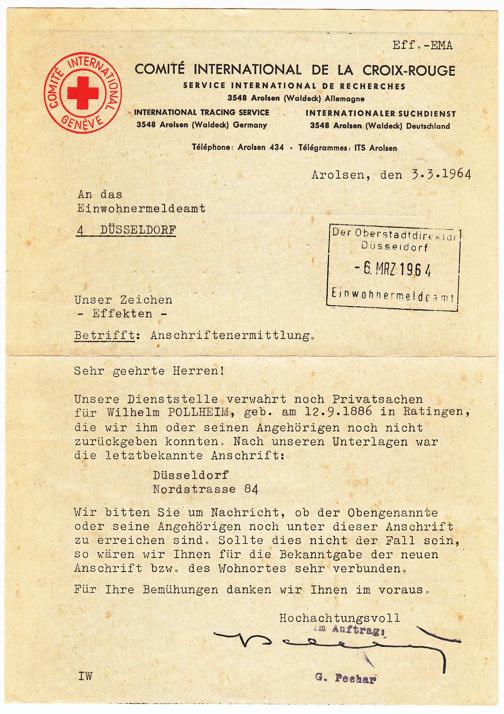 Eff.-EMA
COMITÉ INTERNATIONAL
GENÈVE
COMITÉ INTERNATIONAL DE LA CROIX-ROUGE
SERVICE INTERNATIONAL DE RECHERCHES
3548 Arolsen (Waldeck) Allemagne
INTERNATIONAL TRACING SERVICE
3548 Arolsen (Waldeck) Germany
INTERNATIONALER SUCHDIENST
3548 Arolsen (Waldeck) Deutschland
Téléphone: Arolsen 434 · Télégrammes: ITS Arolsen
Arolsen, den 3.3.1964
An das
Einwohnermeldeamt
4 DÜSSELDORF
Der Oberstadtdirektor
Düsseldorf
-6. MRZ 1964
Einwohnermeldeamt
Unser Zeichen
- Effekten -
Betrifft: Anschriftenermittlung.
Sehr geehrte Herren!
Unsere Dienststelle verwahrt noch Privatsachen
für Wilhelm POLLHEIM, geb. am 12.9.1886 in Ratingen,
die wir ihm oder seinen Angehörigen noch nicht
zurückgeben konnten. Nach unseren Unterlagen war
die letztbekannte Anschrift:
Düsseldorf
Nordstrasse 84
Wir bitten Sie um Nachricht, ob der Obengenannte
oder seine Angehörigen noch unter dieser Anschrift
zu erreichen sind. Sollte dies nicht der Fall sein,
so wären wir Ihnen für die Bekanntgabe der neuen
Anschrift bzw. des Wohnortes sehr verbunden.
Für Ihre Bemühungen danken wir Ihnen im voraus.
Hochachtungsvoll
Im Auftrag:
G. Pechar
IW